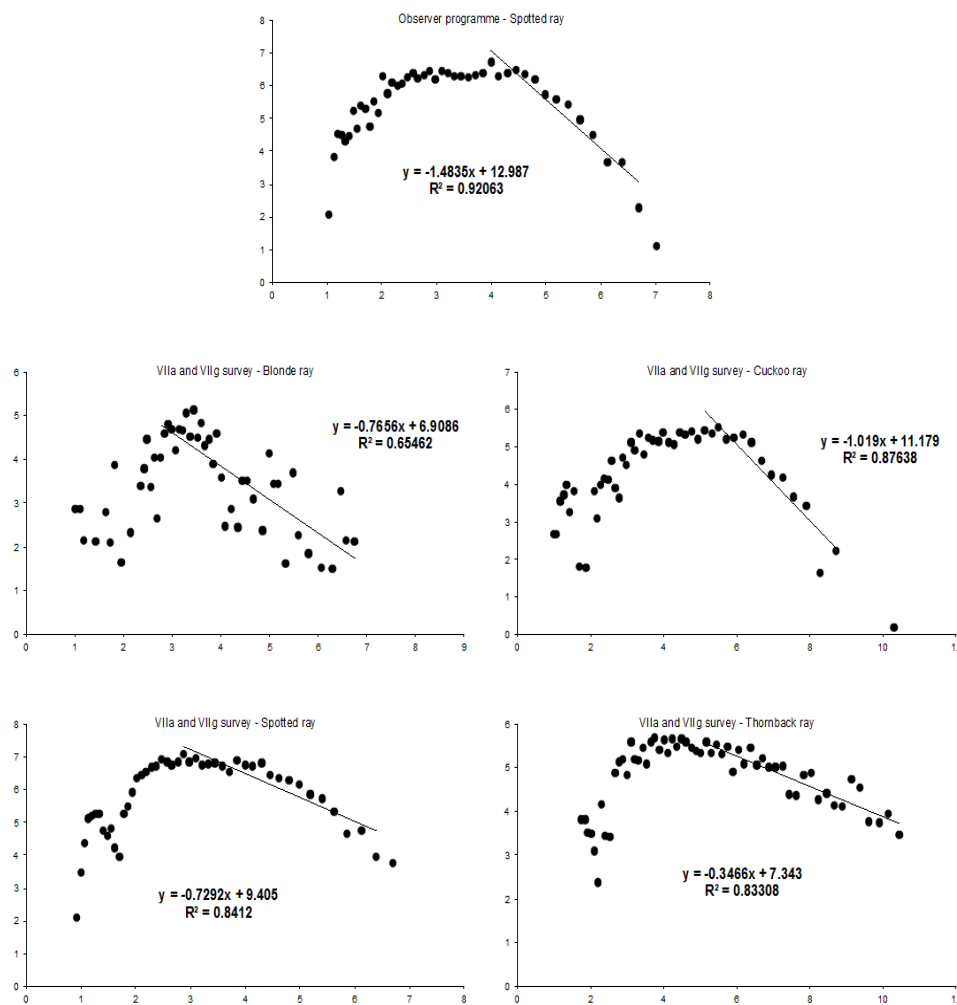 Observer programme - Spotted ray
8
7
6
5
4
3
2
1
0
y = -1.4835x + 12.987
R² = 0.92063
0 1 2 3 4 5 6 7 8
VIIa and VIIg survey - Blonde ray
6
5
4
3
2
1
0
y = -0.7656x + 6.9086
R² = 0.65462
0 1 2 3 4 5 6 7 8 9
VIIa and VIIg survey - Cuckoo ray
7
6
5
4
3
2
1
0
y = -1.019x + 11.179
R² = 0.87638
0 2 4 6 8 10 12
VIIa and VIIg survey - Spotted ray
8
7
6
5
4
3
2
1
0
y = -0.7292x + 9.405
R² = 0.8412
0 1 2 3 4 5 6 7 8
VIIa and VIIg survey - Thornback ray
6
5
4
3
2
1
0
y = -0.3466x + 7.343
R² = 0.83308
0 2 4 6 8 10 12